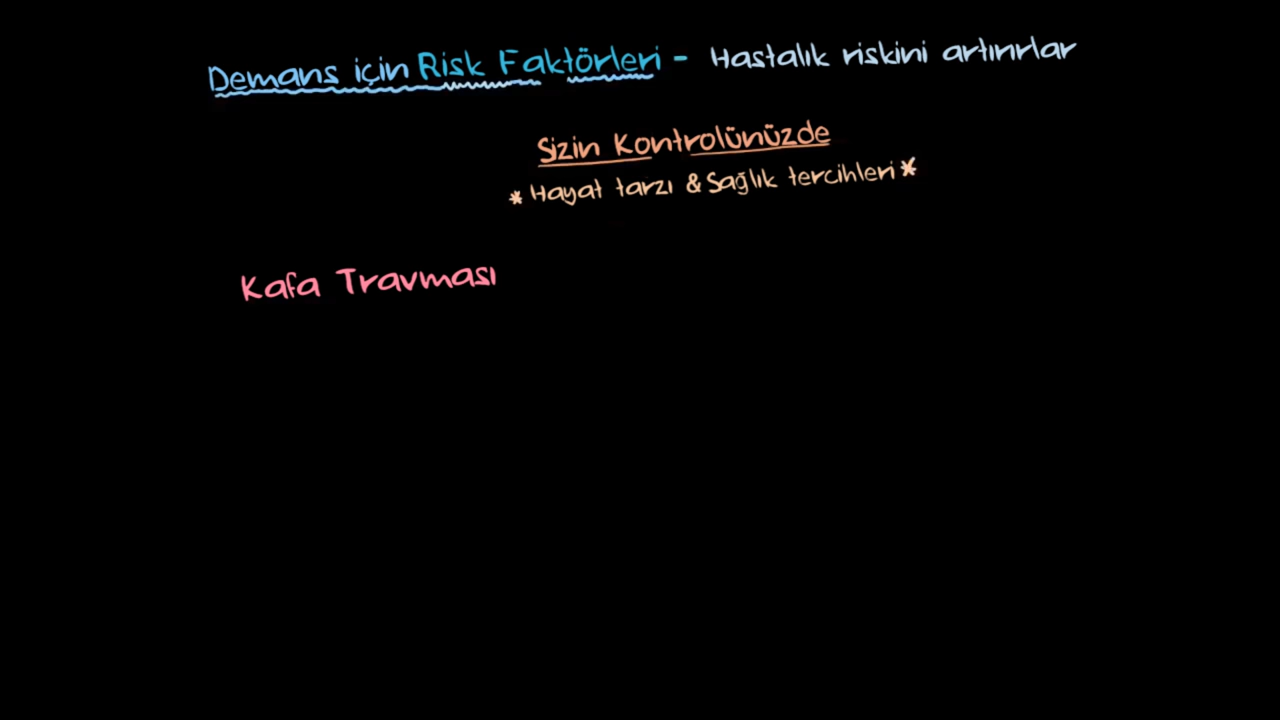 Demans için Risk Faktörleri - Hastalık riskini artırırlar
Sizin Kontrolünüzde
* Hayat tarzı & Sağlık tercihleri *
Kafa Travması